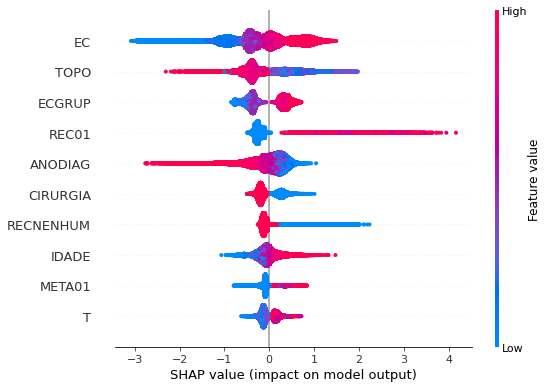 High
EC
TOPO
ECGRUP
REC01
ANODIAG
CIRURGIA
RECNENHUM
IDADE
META01
T
Feature value
Low
−3 −2 −1 0 1 2 3 4
SHAP value (impact on model output)